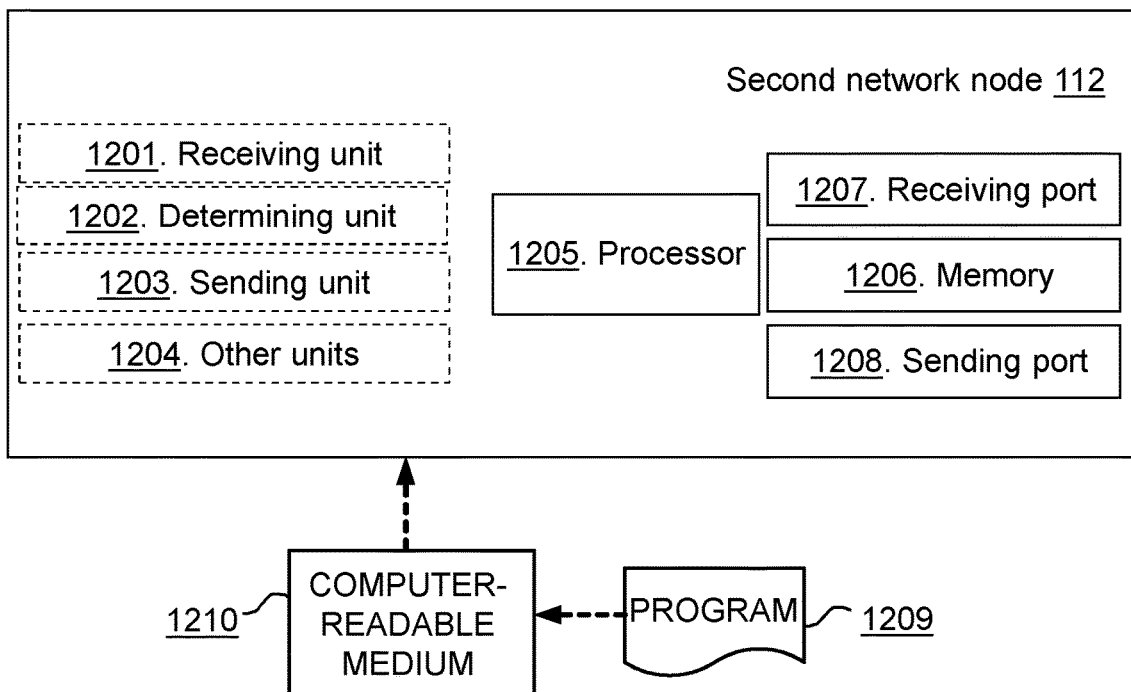 Second network node 112
1201. Receiving unit
1202. Determining unit
1203. Sending unit
1204. Other units
1205. Processor
1207. Receiving port
1206. Memory
1208. Sending port
1210
COMPUTER-
READABLE
MEDIUM
PROGRAM
1209